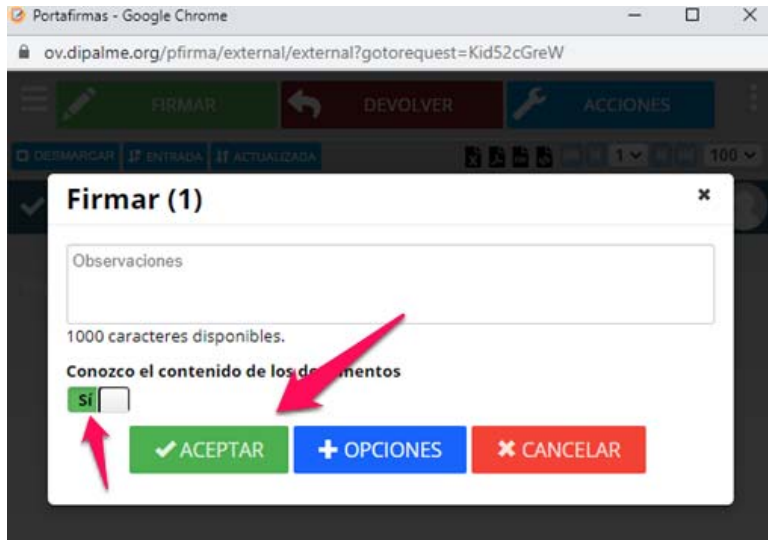 Portafirmas - Google Chrome
ov.dipalme.org/pfirma/external/external?gotorequest=Kid52cGreW
FIRMAR DEVOLVER ACCIONES
DESMARCAR ENTRADA ACTUALIZADA 1 100
Firmar (1)
Observaciones
1000 caracteres disponibles.
Conozco el contenido de los documentos
Sí
ACEPTAR OPCIONES CANCELAR